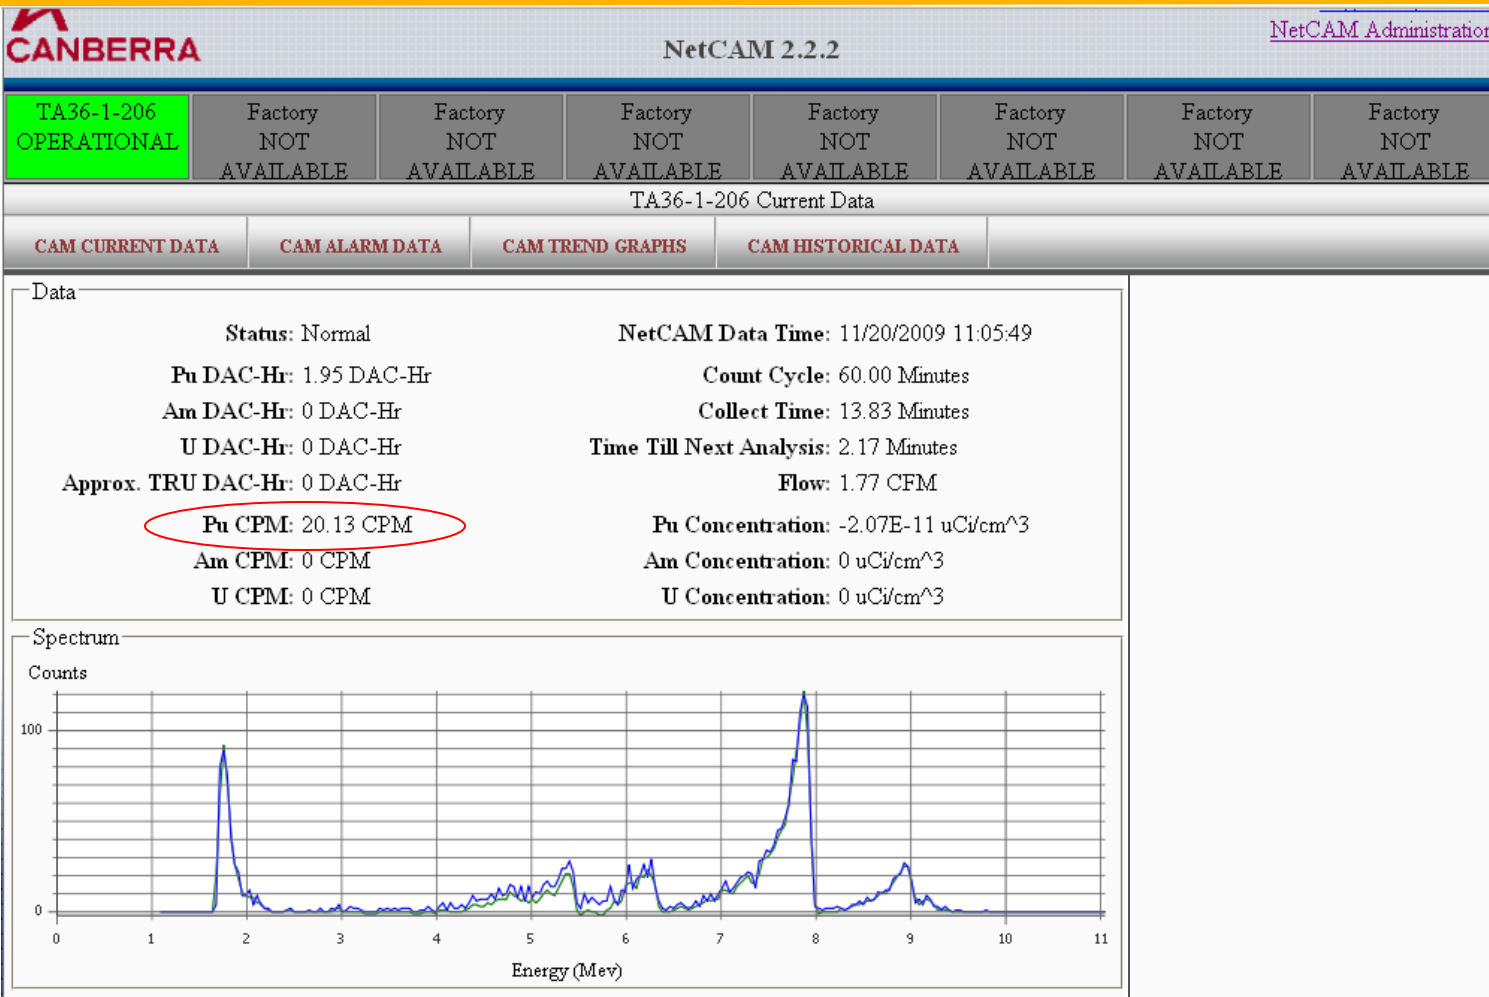 CANBERRA
NetCAM 2.2.2
NetCAM Administration
TA36-1-206 OPERATIONAL
Factory NOT AVAILABLE
Factory NOT AVAILABLE
Factory NOT AVAILABLE
Factory NOT AVAILABLE
Factory NOT AVAILABLE
Factory NOT AVAILABLE
Factory NOT AVAILABLE
TA36-1-206 Current Data
CAM CURRENT DATA CAM ALARM DATA CAM TREND GRAPHS CAM HISTORICAL DATA
Data
Status: Normal NetCAM Data Time: 11/20/2009 11:05:49
Pu DAC-Hr: 1.95 DAC-Hr Count Cycle: 60.00 Minutes
Am DAC-Hr: 0 DAC-Hr Collect Time: 13.83 Minutes
U DAC-Hr: 0 DAC-Hr Time Till Next Analysis: 2.17 Minutes
Approx. TRU DAC-Hr: 0 DAC-Hr Flow: 1.77 CFM
Pu CPM: 20.13 CPM Pu Concentration: -2.07E-11 uCi/cm^3
Am CPM: 0 CPM Am Concentration: 0 uCi/cm^3
U CPM: 0 CPM U Concentration: 0 uCi/cm^3
Spectrum
Counts
100
0
0 1 2 3 4 5 6 7 8 9 10 11
Energy (Mev)